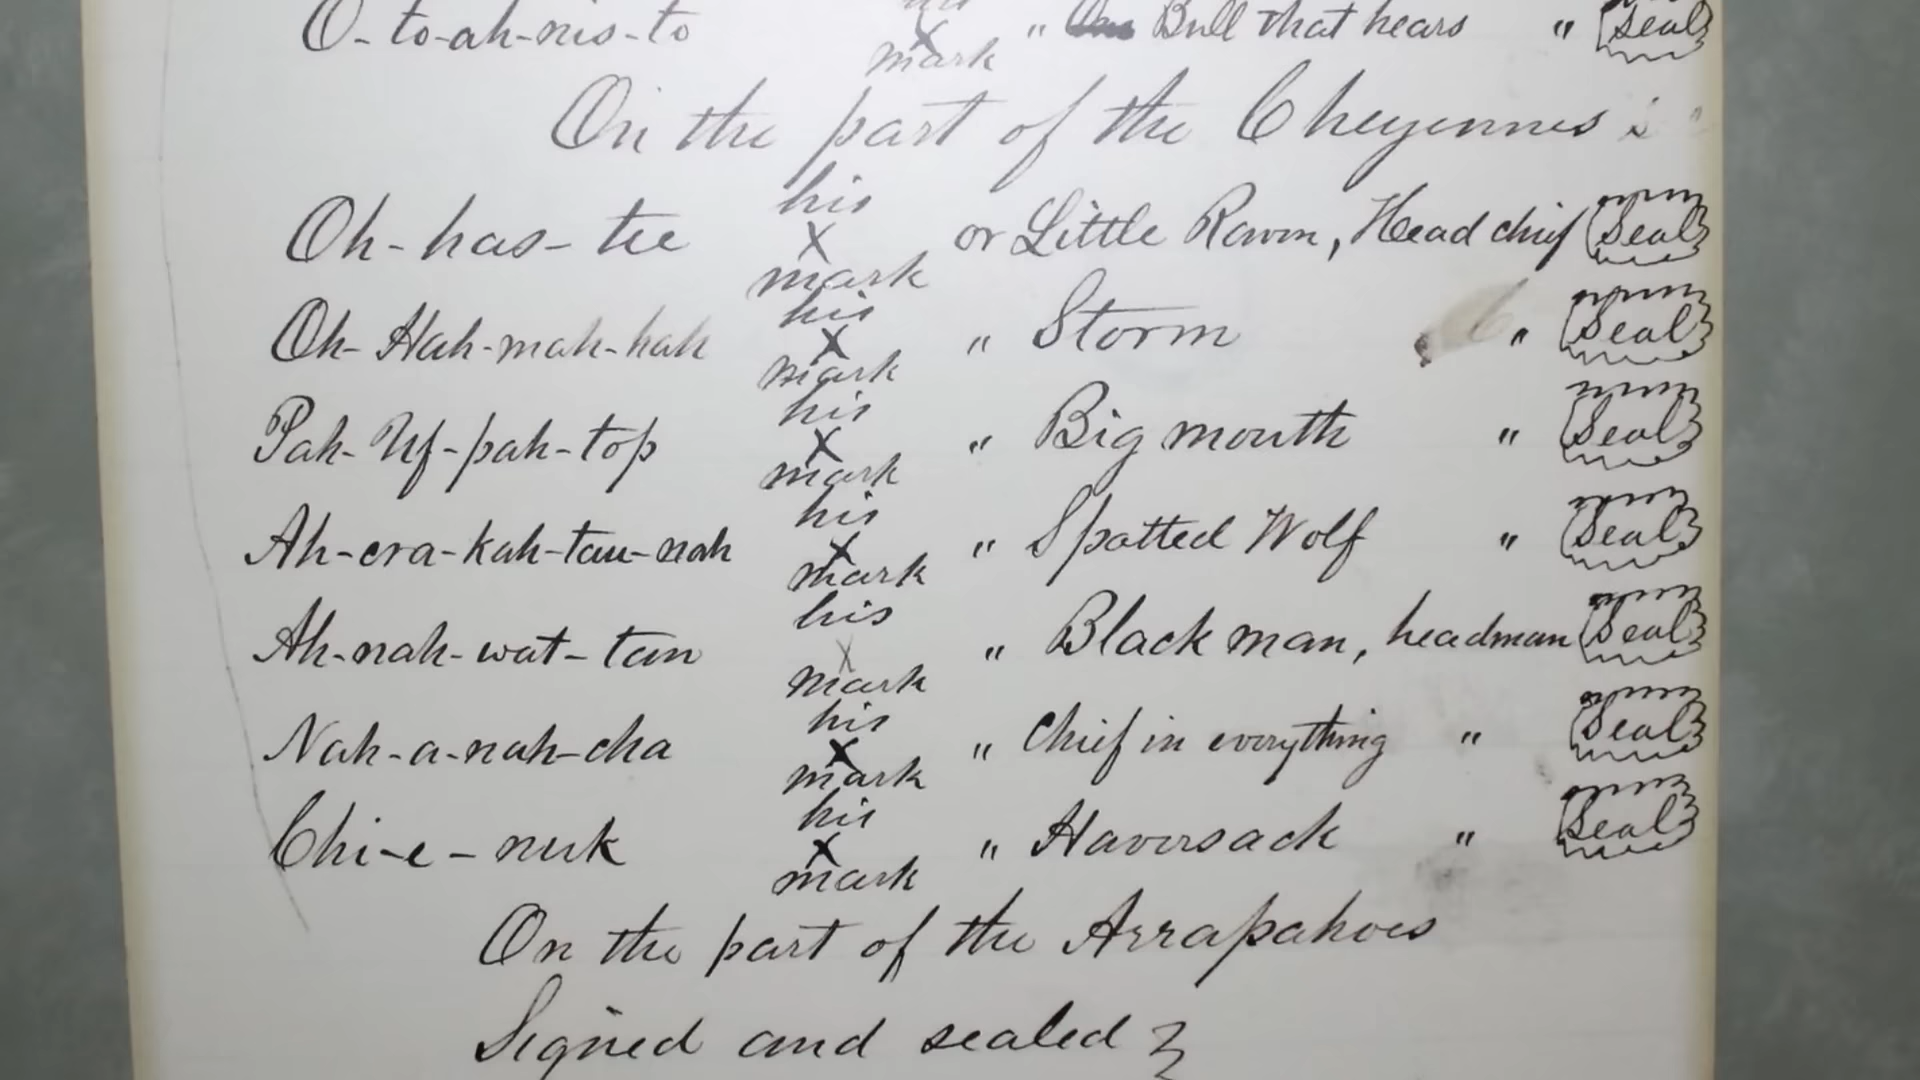 O-to-ah-nis-to his x mark " Bull that hears " Seal
On the part of the Cheyennes
Oh-has-tee his x mark or Little Raven, Head chief Seal
Oh-Hah-mah-hah his x mark " Storm " Seal
Pah-Uf-pah-top his x mark " Big mouth " Seal
Ah-cra-kah-tau-nah his x mark " Spotted Wolf " Seal
Ah-nah-wat-tan his x mark " Black man, headman Seal
Nah-a-nah-cha his x mark " Chief in everything " Seal
Chi-e-nuk his x mark " Haversack " Seal
On the part of the Arrapahoes
Signed and sealed }